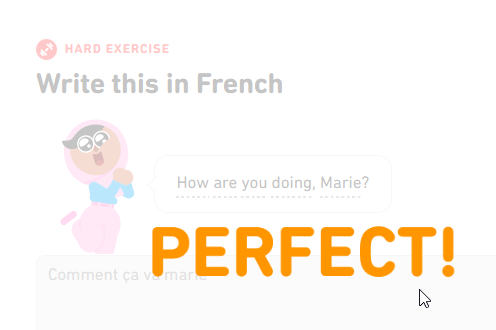 HARD EXERCISE
Write this in French
How are you doing, Marie?
PERFECT!
Comment ça va marie